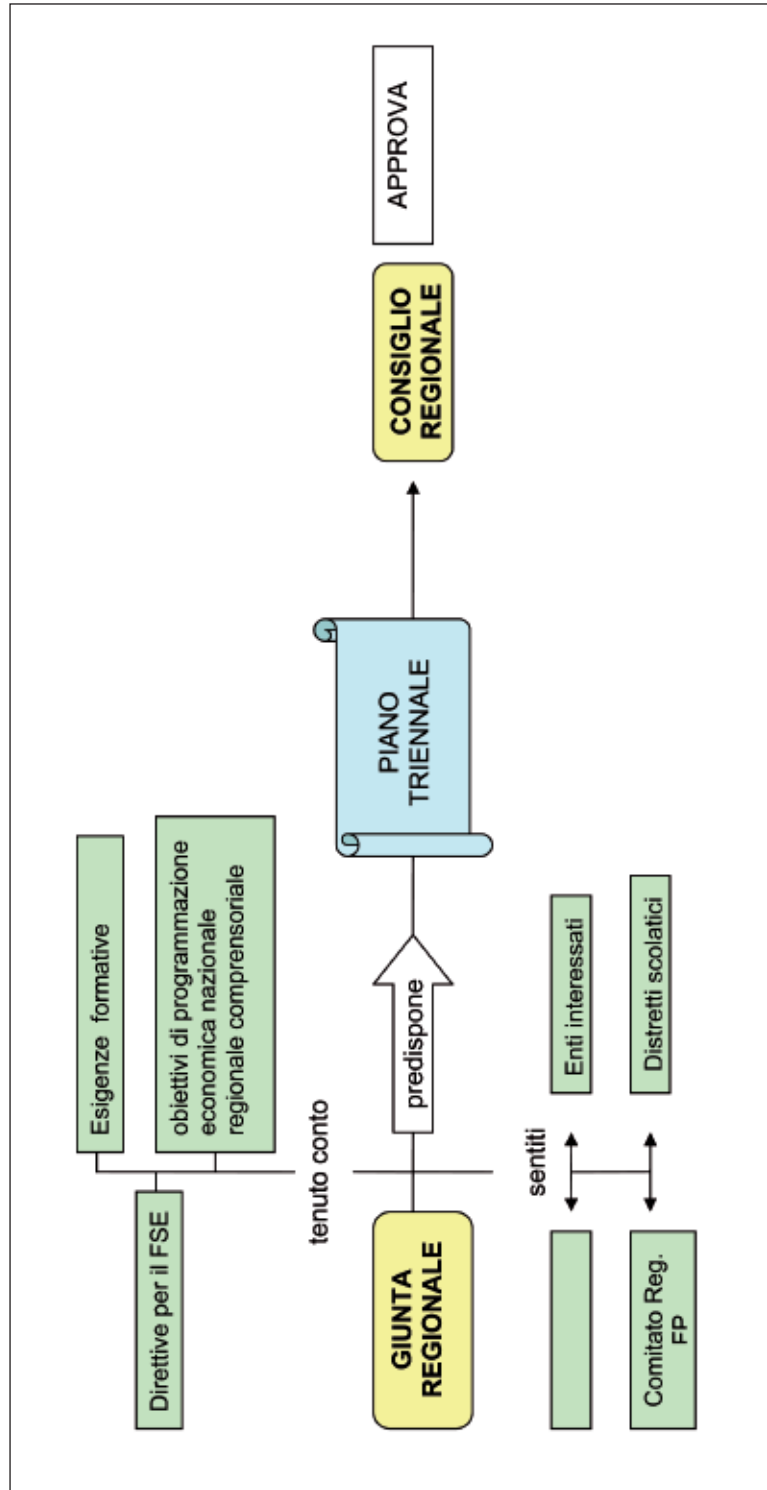 Esigenze formative
Direttive per il FSE
obiettivi di programmazione
economica nazionale
regionale comprensoriale
tenuto conto
GIUNTA
REGIONALE
predispone
PIANO
TRIENNALE
CONSIGLIO
REGIONALE
APPROVA
sentiti
Enti interessati
Comitato Reg.
FP
Distretti scolatici